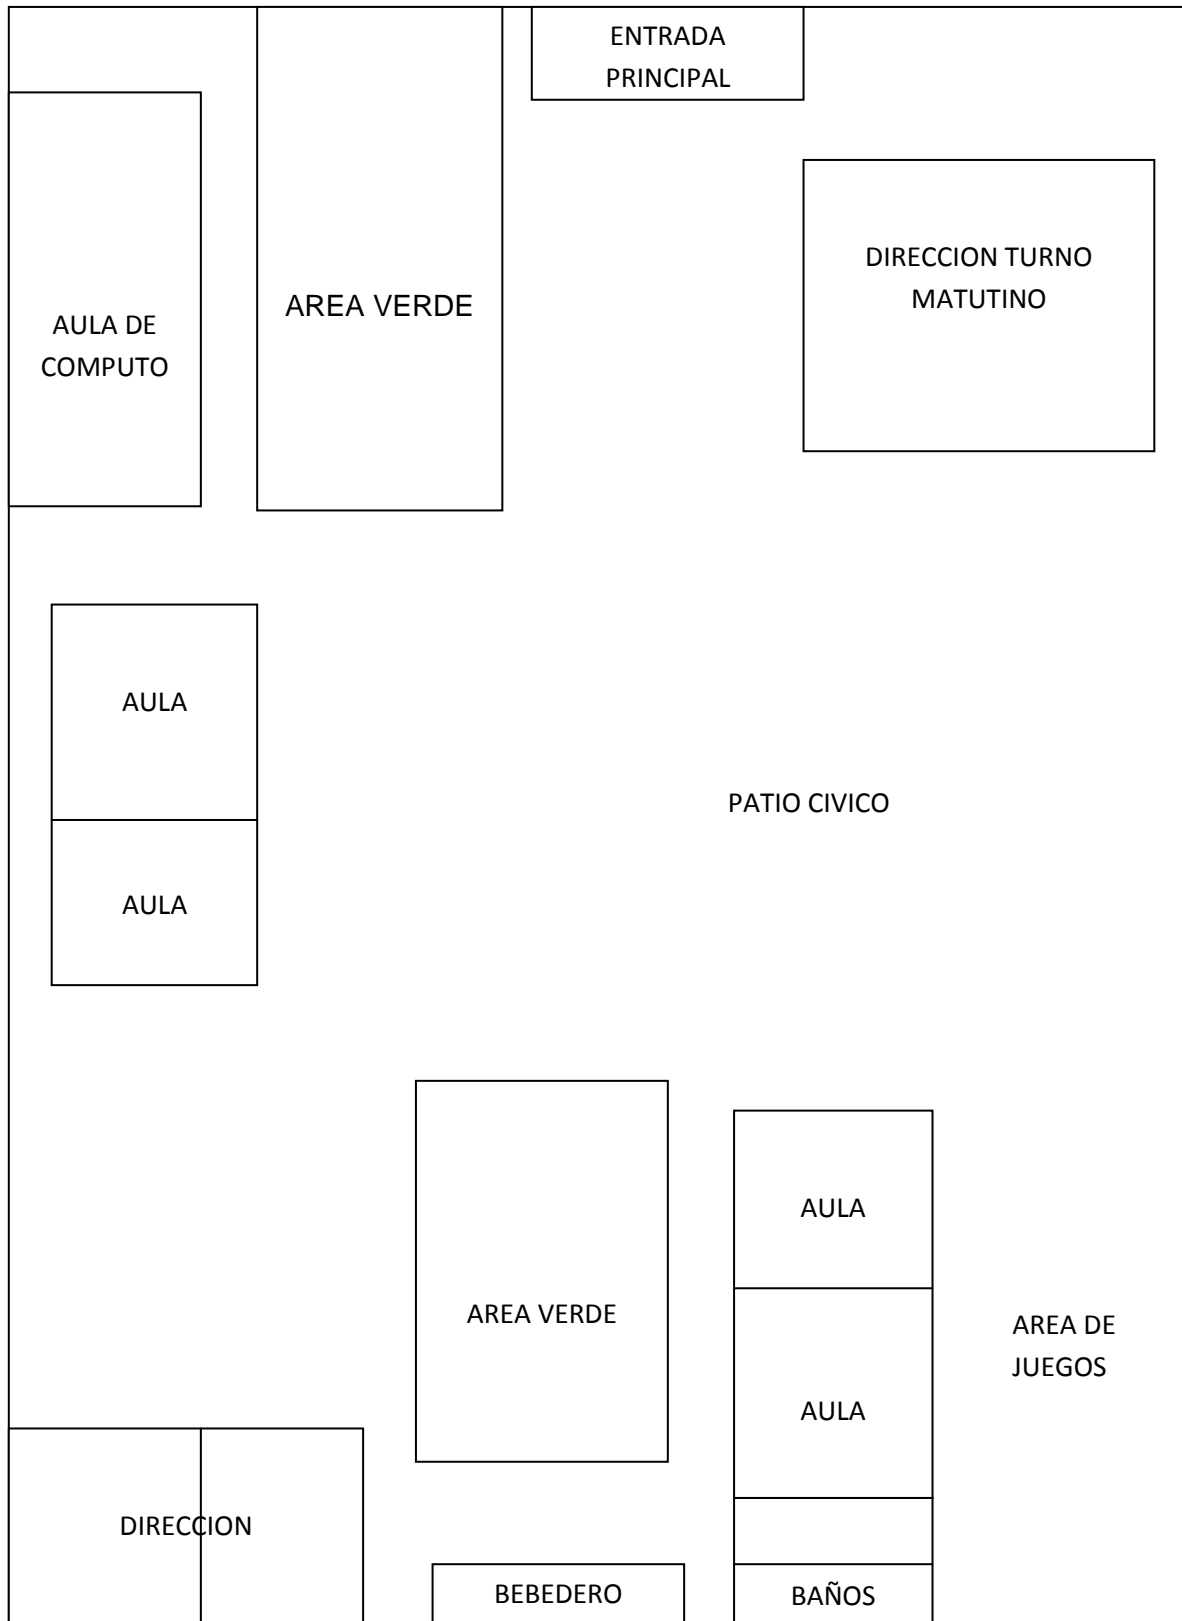 ENTRADA
PRINCIPAL
DIRECCION TURNO
MATUTINO
AREA VERDE
AULA DE
COMPUTO
AULA
PATIO CIVICO
AULA
AULA
AREA VERDE
AREA DE
JUEGOS
AULA
DIRECCION
BEBEDERO
BAÑOS